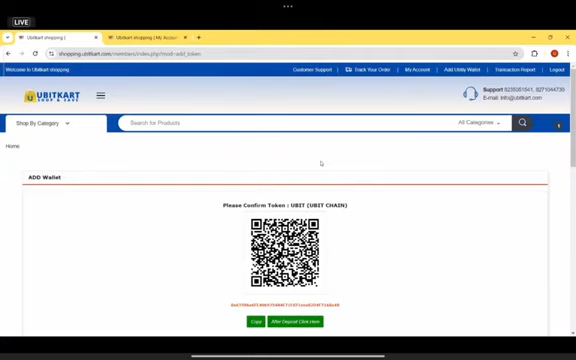 LIVE
Ubitkart shopping |
Ubitkart shopping | My Accou
shopping.ubitkart.com/members/index.php?mod=add_token
Welcome to Ubitkart shopping
Customer Support | Track Your Order | My Account | Add Utility Wallet | Transaction Report | Logout
UBITKART
SHOP & SAVE
Support 8235351541, 8271044730
E-mail: info@ubitkart.com
Shop By Category
Search for Products
All Categories
Home
ADD Wallet
Please Confirm Token : UBIT (UBIT CHAIN)
Copy
After Deposit Click Here